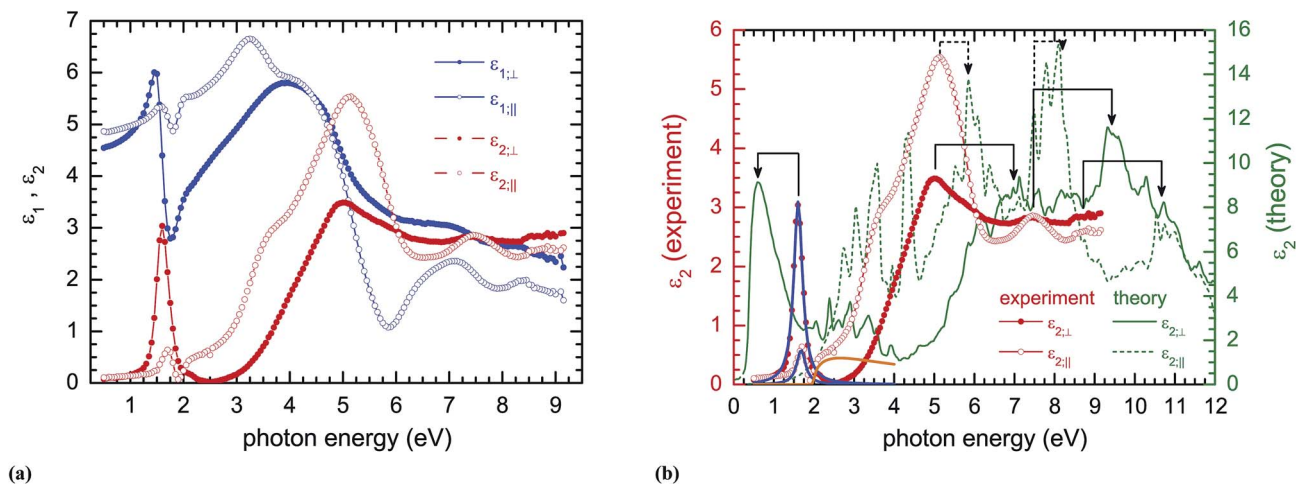 7
6
5
4
3
2
1
0
ε1 , ε2
1 2 3 4 5 6 7 8 9
photon energy (eV)
ε1;⊥
ε1;||
ε2;⊥
ε2;||
(a)
6
5
4
3
2
1
0
ε2 (experiment)
16
14
12
10
8
6
4
2
0
ε2 (theory)
experiment theory
ε2;⊥ ε2;⊥
ε2;|| ε2;||
0 1 2 3 4 5 6 7 8 9 10 11 12
photon energy (eV)
(b)